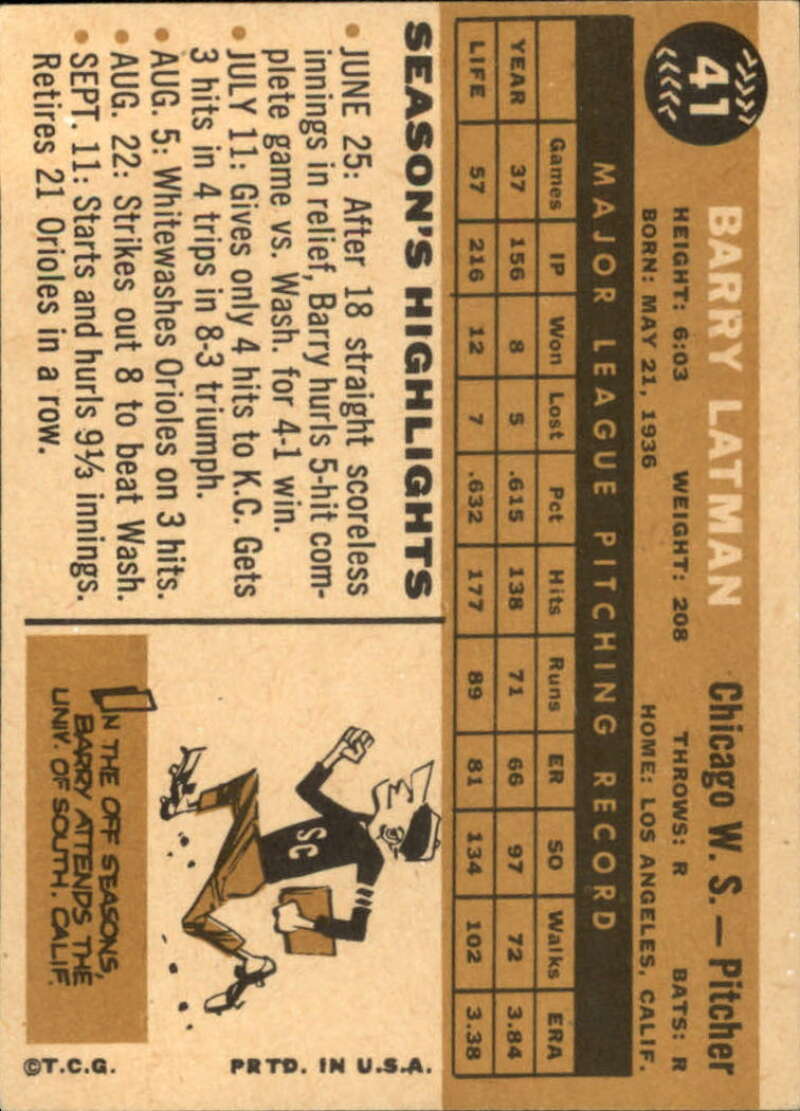 41
BARRY LATMAN Chicago W. S. — Pitcher
HEIGHT: 6:03 WEIGHT: 208 THROWS: R BATS: R
BORN: MAY 21, 1936 HOME: LOS ANGELES, CALIF.
MAJOR LEAGUE PITCHING RECORD
Games IP Won Lost Pct Hits Runs ER SO Walks ERA
YEAR 37 156 8 5 .615 138 71 66 97 72 3.84
LIFE 57 216 12 7 .632 177 89 81 134 102 3.38
SEASON'S HIGHLIGHTS
• JUNE 25: After 18 straight scoreless
innings in relief, Barry hurls 5-hit com-
plete game vs. Wash. for 4-1 win.
• JULY 11: Gives only 4 hits to K.C. Gets
3 hits in 4 trips in 8-3 triumph.
• AUG. 5: Whitewashes Orioles on 3 hits.
• AUG. 22: Strikes out 8 to beat Wash.
• SEPT. 11: Starts and hurls 9⅓ innings.
Retires 21 Orioles in a row.
SC
IN THE OFF SEASONS,
BARRY ATTENDS THE
UNIV. OF SOUTH. CALIF.
©T.C.G. PRTD. IN U.S.A.